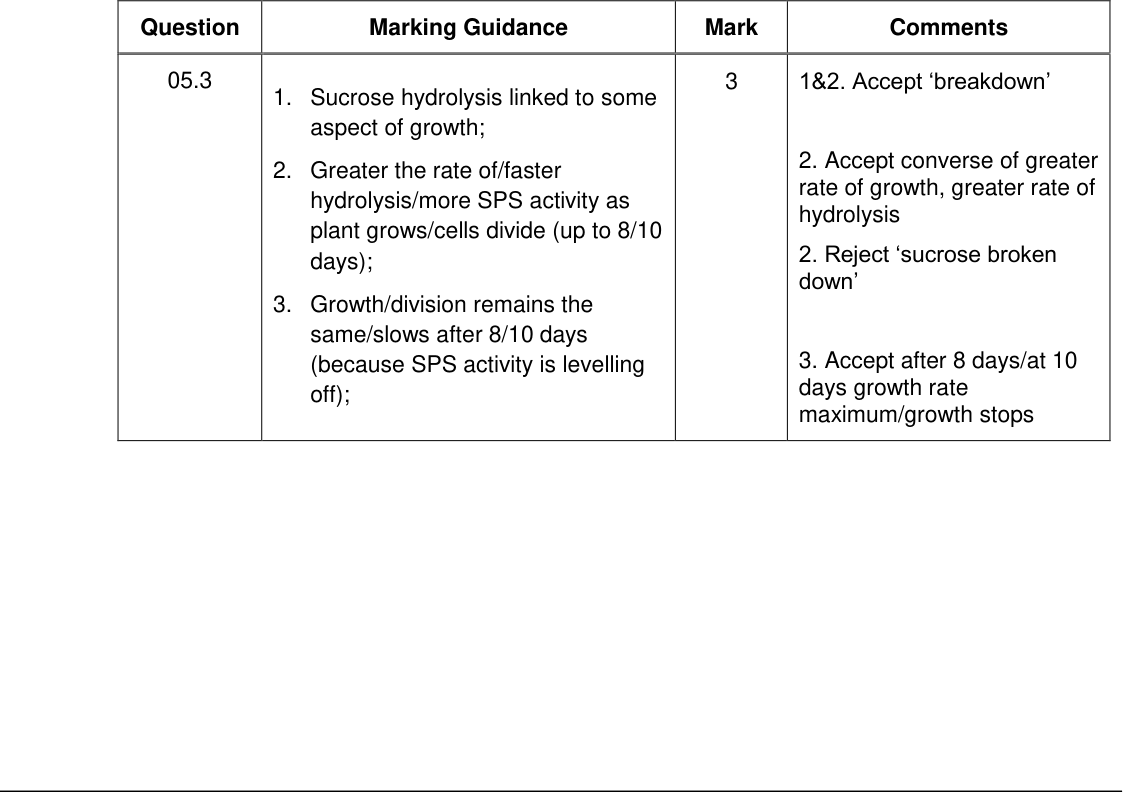 Question Marking Guidance Mark Comments
05.3
1. Sucrose hydrolysis linked to some
aspect of growth;
2. Greater the rate of/faster
hydrolysis/more SPS activity as
plant grows/cells divide (up to 8/10
days);
3. Growth/division remains the
same/slows after 8/10 days
(because SPS activity is levelling
off);
3
1&2. Accept ‘breakdown’
2. Accept converse of greater
rate of growth, greater rate of
hydrolysis
2. Reject ‘sucrose broken
down’
3. Accept after 8 days/at 10
days growth rate
maximum/growth stops